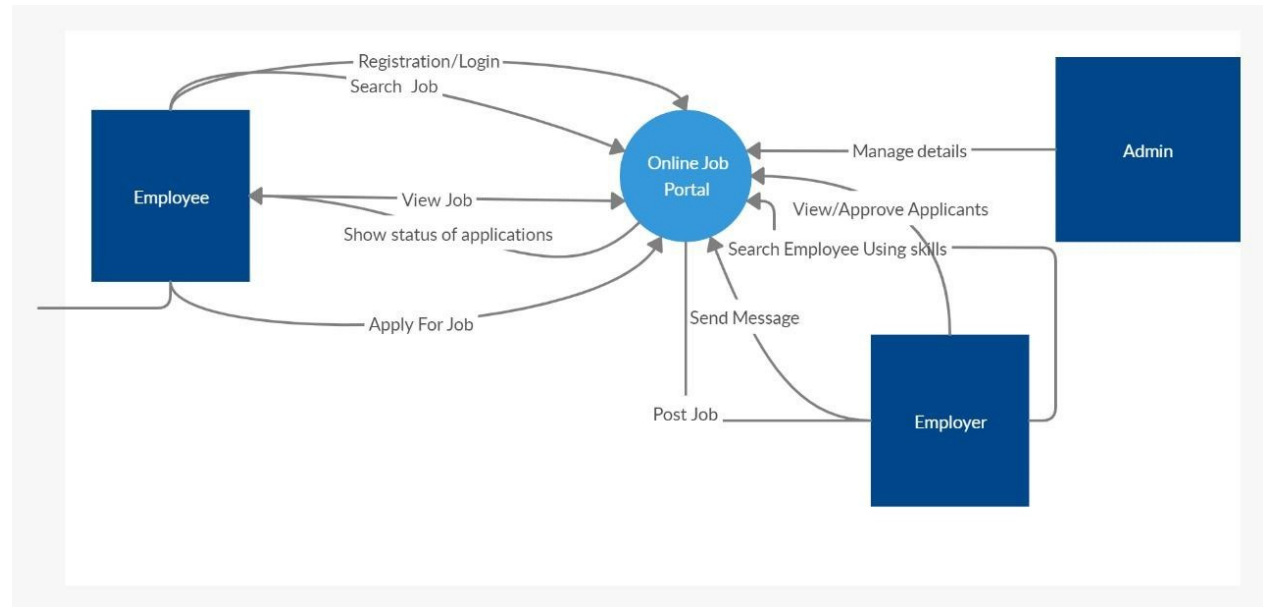 Registration/Login
Search Job
Online Job
Portal
Manage details
Admin
Employee
View Job
View/Approve Applicants
Show status of applications
Search Employee Using skills
Apply For Job
Send Message
Post Job
Employer